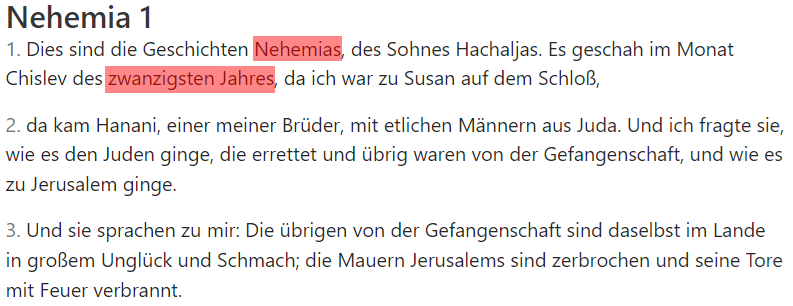 Nehemia 1
1. Dies sind die Geschichten Nehemias, des Sohnes Hachaljas. Es geschah im Monat
Chislev des zwanzigsten Jahres, da ich war zu Susan auf dem Schloß,
2. da kam Hanani, einer meiner Brüder, mit etlichen Männern aus Juda. Und ich fragte sie,
wie es den Juden ginge, die errettet und übrig waren von der Gefangenschaft, und wie es
zu Jerusalem ginge.
3. Und sie sprachen zu mir: Die übrigen von der Gefangenschaft sind daselbst im Lande
in großem Unglück und Schmach; die Mauern Jerusalems sind zerbrochen und seine Tore
mit Feuer verbrannt.